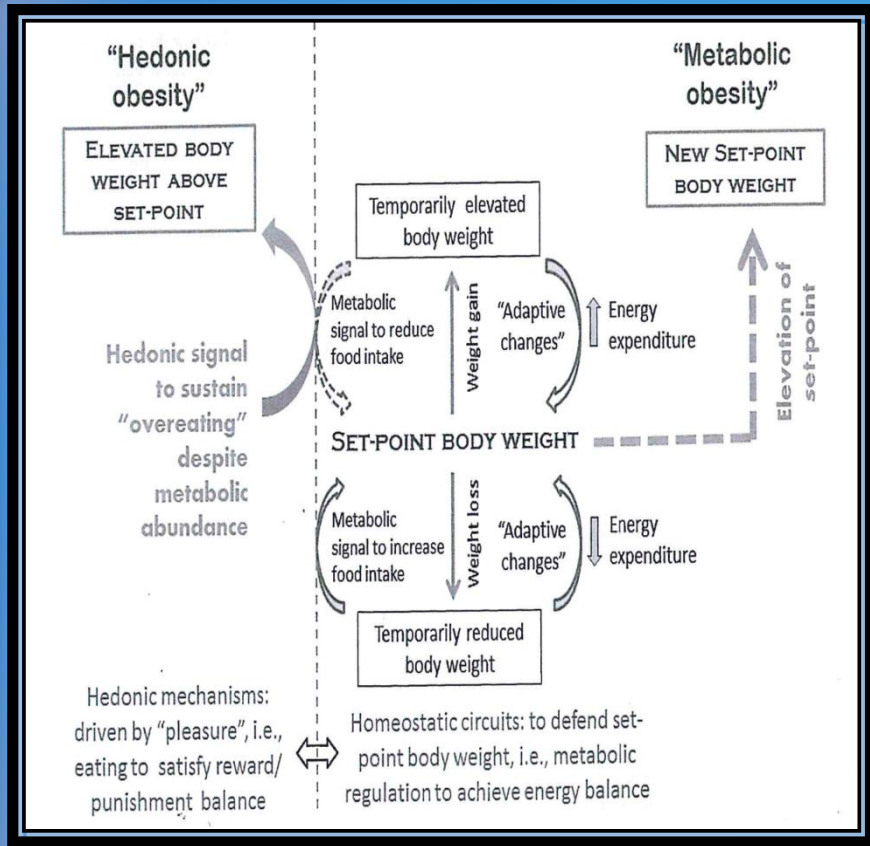 “Hedonic
obesity”
ELEVATED BODY
WEIGHT ABOVE
SET-POINT
Hedonic signal
to sustain
“overeating”
despite
metabolic
abundance
“Metabolic
obesity”
NEW SET-POINT
BODY WEIGHT
Elevation of
set-point
Temporarily elevated
body weight
Metabolic
signal to reduce
food intake
Weight gain
“Adaptive
changes”
Energy
expenditure
SET-POINT BODY WEIGHT
Metabolic
signal to increase
food intake
Weight loss
“Adaptive
changes”
Energy
expenditure
Temporarily reduced
body weight
Hedonic mechanisms:
driven by “pleasure”, i.e.,
eating to satisfy reward/
punishment balance
Homeostatic circuits: to defend set-
point body weight, i.e., metabolic
regulation to achieve energy balance